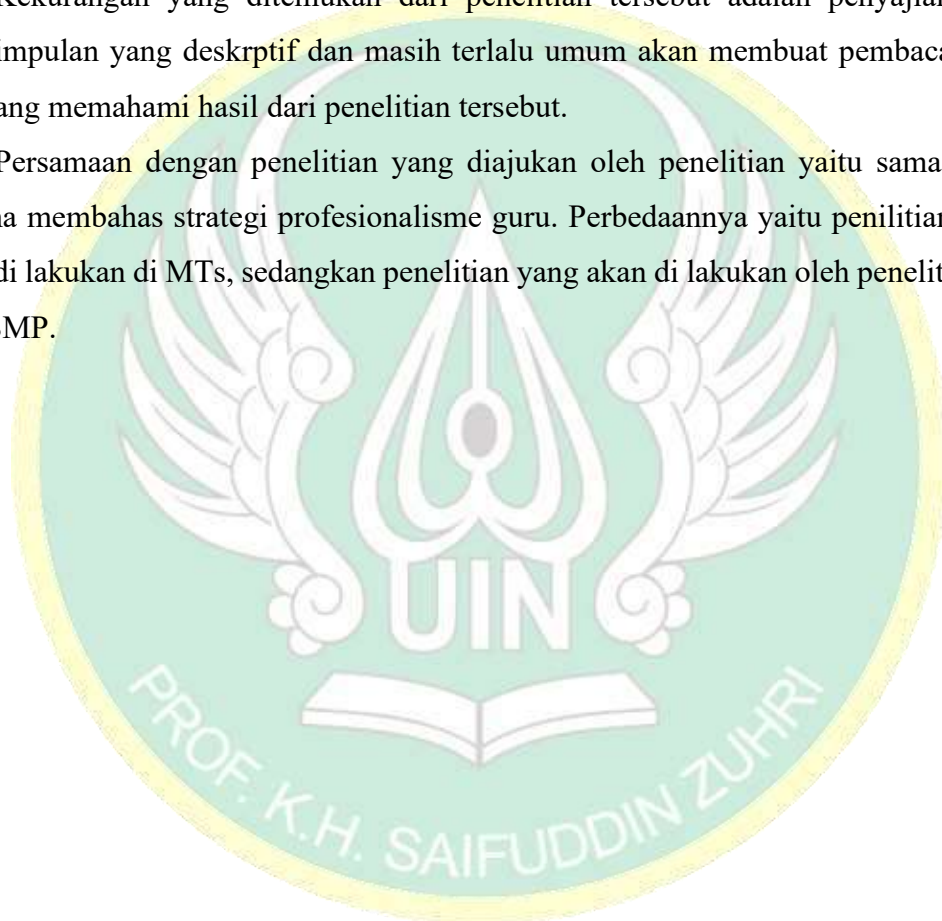 Kekurangan yang ditemukan dari penelitian tersebut adalah penyajian
impulan yang deskrptif dan masih terlalu umum akan membuat pembaca
ang memahami hasil dari penelitian tersebut.
Persamaan dengan penelitian yang diajukan oleh penelitian yaitu sama
na membahas strategi profesionalisme guru. Perbedaannya yaitu penilitian
di lakukan di MTs, sedangkan penelitian yang akan di lakukan oleh penelit
SMP.
UIN
PROF. K.H. SAIFUDDIN ZUHRI